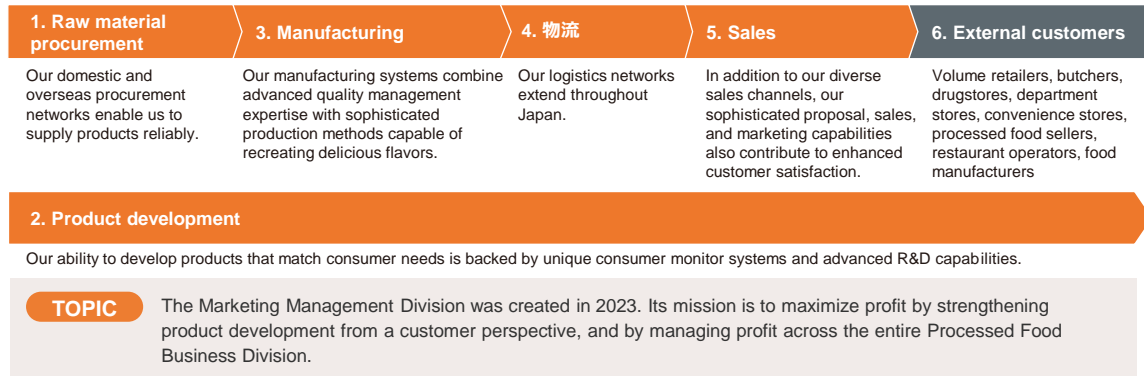 1. Raw material
procurement
3. Manufacturing
4. 物流
5. Sales
6. External customers
Our domestic and
overseas procurement
networks enable us to
supply products reliably.
Our manufacturing systems combine
advanced quality management
expertise with sophisticated
production methods capable of
recreating delicious flavors.
Our logistics networks
extend throughout
Japan.
In addition to our diverse
sales channels, our
sophisticated proposal, sales,
and marketing capabilities
also contribute to enhanced
customer satisfaction.
Volume retailers, butchers,
drugstores, department
stores, convenience stores,
processed food sellers,
restaurant operators, food
manufacturers
2. Product development
Our ability to develop products that match consumer needs is backed by unique consumer monitor systems and advanced R&D capabilities.
TOPIC
The Marketing Management Division was created in 2023. Its mission is to maximize profit by strengthening
product development from a customer perspective, and by managing profit across the entire Processed Food
Business Division.